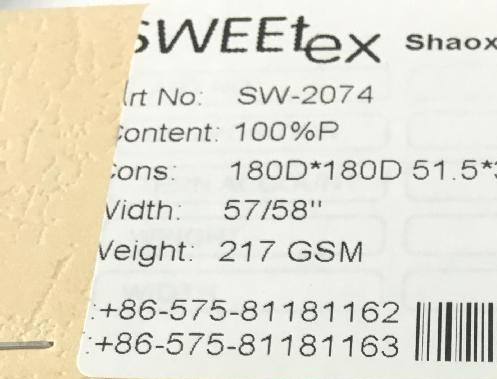 SWEEtex Shaox
Art No: SW-2074
Content: 100%P
Cons: 180D*180D 51.5*
Width: 57/58"
Weight: 217 GSM
:+86-575-81181162
:+86-575-81181163